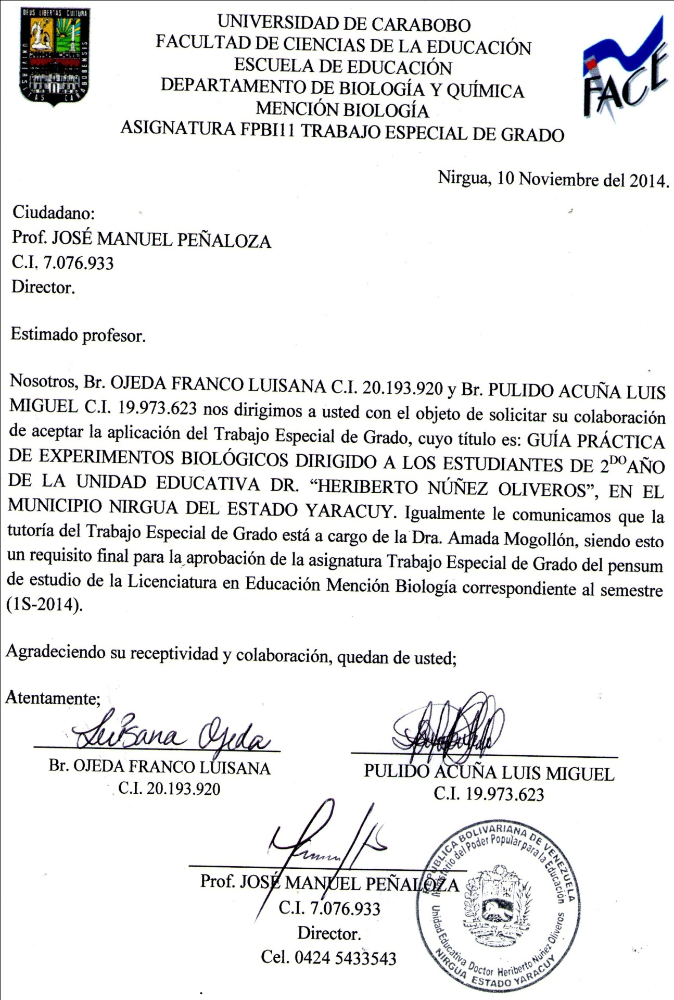 DEUS LIBERTAS CULTURA
UNIVERSITAS CARABOBENSIS
FACE
UNIVERSIDAD DE CARABOBO
FACULTAD DE CIENCIAS DE LA EDUCACIÓN
ESCUELA DE EDUCACIÓN
DEPARTAMENTO DE BIOLOGÍA Y QUÍMICA
MENCIÓN BIOLOGÍA
ASIGNATURA FPBI11 TRABAJO ESPECIAL DE GRADO
Nirgua, 10 Noviembre del 2014.
Ciudadano:
Prof. JOSÉ MANUEL PEÑALOZA
C.I. 7.076.933
Director.
Estimado profesor.
Nosotros, Br. OJEDA FRANCO LUISANA C.I. 20.193.920 y Br. PULIDO ACUÑA LUIS
MIGUEL C.I. 19.973.623 nos dirigimos a usted con el objeto de solicitar su colaboración
de aceptar la aplicación del Trabajo Especial de Grado, cuyo título es: GUÍA PRÁCTICA
DE EXPERIMENTOS BIOLÓGICOS DIRIGIDO A LOS ESTUDIANTES DE 2DO AÑO
DE LA UNIDAD EDUCATIVA DR. “HERIBERTO NÚÑEZ OLIVEROS”, EN EL
MUNICIPIO NIRGUA DEL ESTADO YARACUY. Igualmente le comunicamos que la
tutoría del Trabajo Especial de Grado está a cargo de la Dra. Amada Mogollón, siendo esto
un requisito final para la aprobación de la asignatura Trabajo Especial de Grado del pensum
de estudio de la Licenciatura en Educación Mención Biología correspondiente al semestre
(1S-2014).
Agradeciendo su receptividad y colaboración, quedan de usted;
Atentamente;
Luisana Ojeda
Br. OJEDA FRANCO LUISANA
C.I. 20.193.920
PULIDO ACUÑA LUIS MIGUEL
C.I. 19.973.623
Prof. JOSÉ MANUEL PEÑALOZA
C.I. 7.076.933
Director.
Cel. 0424 5433543
REPUBLICA BOLIVARIANA DE VENEZUELA
Ministerio del Poder Popular para la Educación
Unidad Educativa Doctor Heriberto Nuñez Oliveros
NIRGUA ESTADO YARACUY